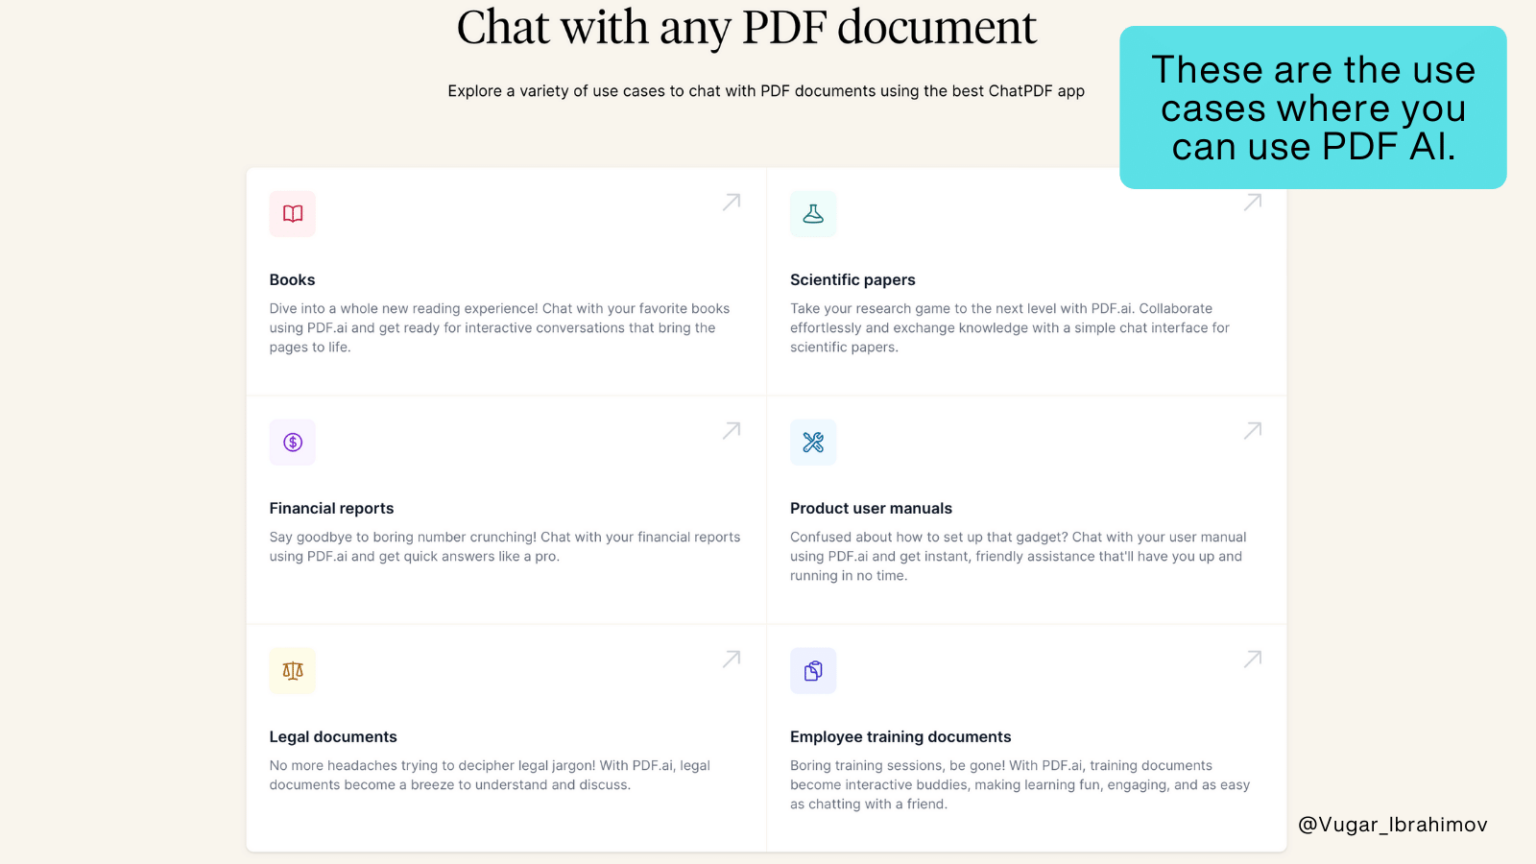 Chat with any PDF document
Explore a variety of use cases to chat with PDF documents using the best ChatPDF app
These are the use
cases where you
can use PDF AI.
Books
Dive into a whole new reading experience! Chat with your favorite books
using PDF.ai and get ready for interactive conversations that bring the
pages to life.
Scientific papers
Take your research game to the next level with PDF.ai. Collaborate
effortlessly and exchange knowledge with a simple chat interface for
scientific papers.
Financial reports
Say goodbye to boring number crunching! Chat with your financial reports
using PDF.ai and get quick answers like a pro.
Product user manuals
Confused about how to set up that gadget? Chat with your user manual
using PDF.ai and get instant, friendly assistance that'll have you up and
running in no time.
Legal documents
No more headaches trying to decipher legal jargon! With PDF.ai, legal
documents become a breeze to understand and discuss.
Employee training documents
Boring training sessions, be gone! With PDF.ai, training documents
become interactive buddies, making learning fun, engaging, and as easy
as chatting with a friend.
@Vugar_Ibrahimov